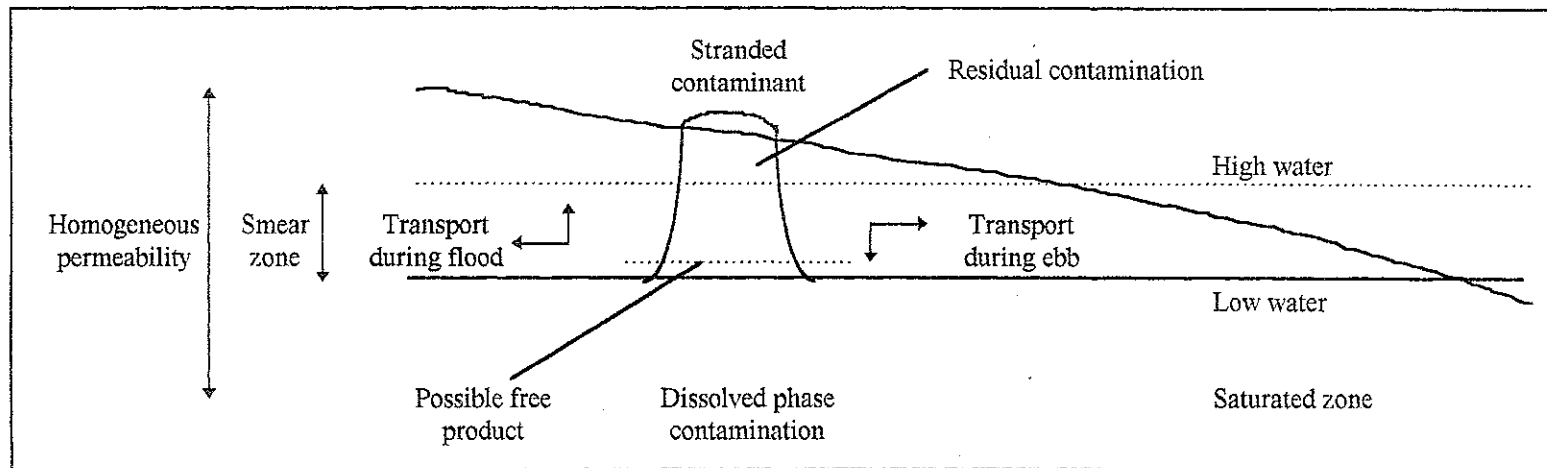 Stranded
contaminant
Residual contamination
High water
Homogeneous
permeability
Smear
zone
Transport
during flood
Transport
during ebb
Low water
Possible free
product
Dissolved phase
contamination
Saturated zone